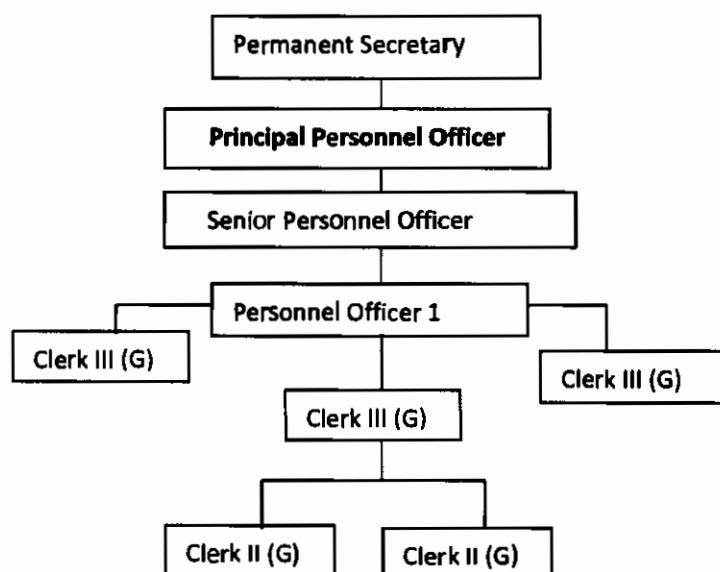 Permanent Secretary
Principal Personnel Officer
Senior Personnel Officer
Personnel Officer 1
Clerk III (G)
Clerk III (G)
Clerk III (G)
Clerk II (G)
Clerk II (G)